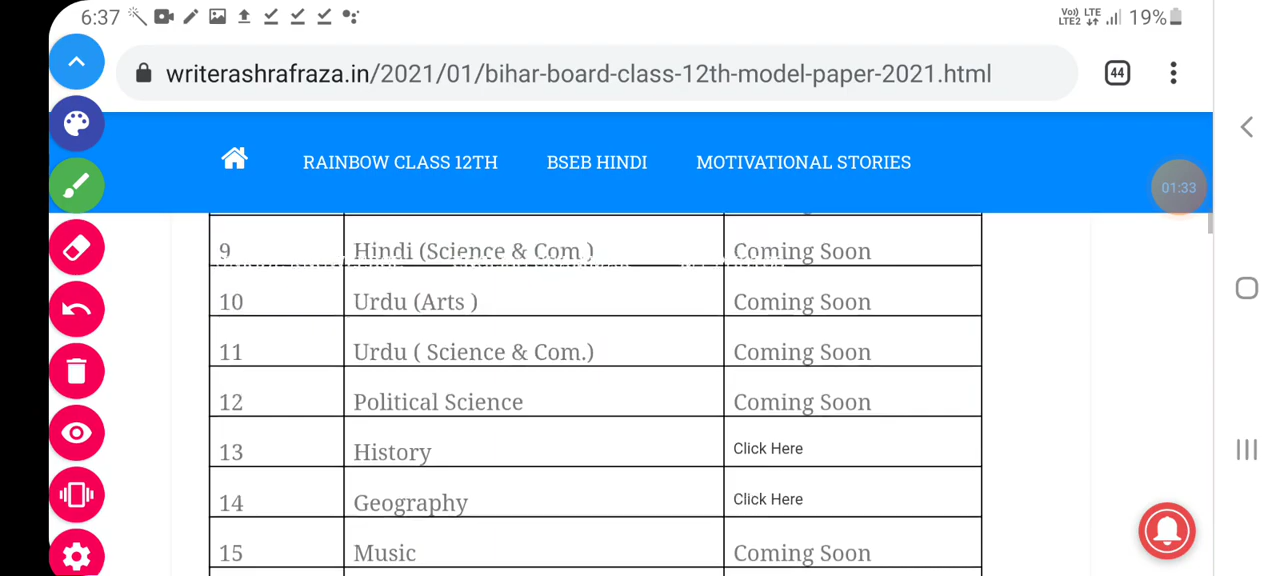 6:37
Vo)) LTE
LTE2 19%
writerashrafraza.in/2021/01/bihar-board-class-12th-model-paper-2021.html
44
RAINBOW CLASS 12TH BSEB HINDI MOTIVATIONAL STORIES
01:33
9 Hindi (Science & Com.) Coming Soon
10 Urdu (Arts ) Coming Soon
11 Urdu ( Science & Com.) Coming Soon
12 Political Science Coming Soon
13 History Click Here
14 Geography Click Here
15 Music Coming Soon